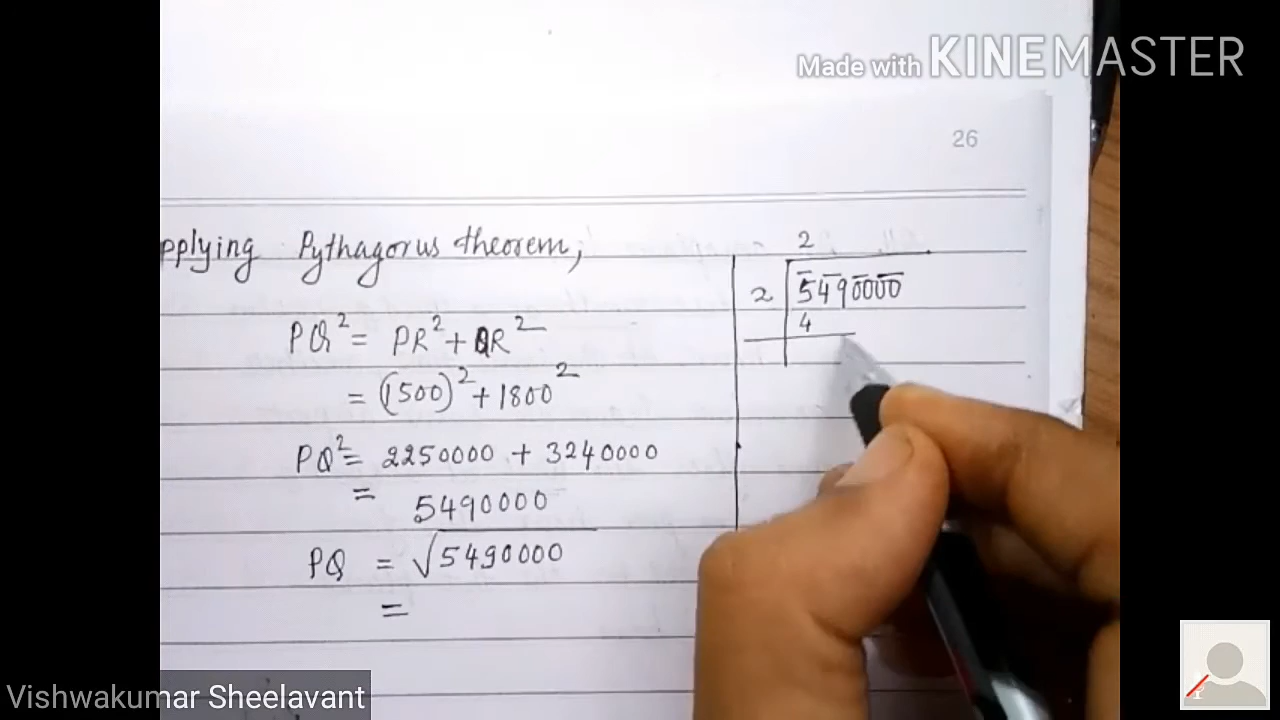 Made with KINEMASTER
26
pplying Pythagorus theorem;
PQ² = PR² + QR²
= (1500)² + 1800²
PQ² = 2250000 + 3240000
= 5490000
PQ = √5490000
=
2
2 5490000
4
Vishwakumar Sheelavant